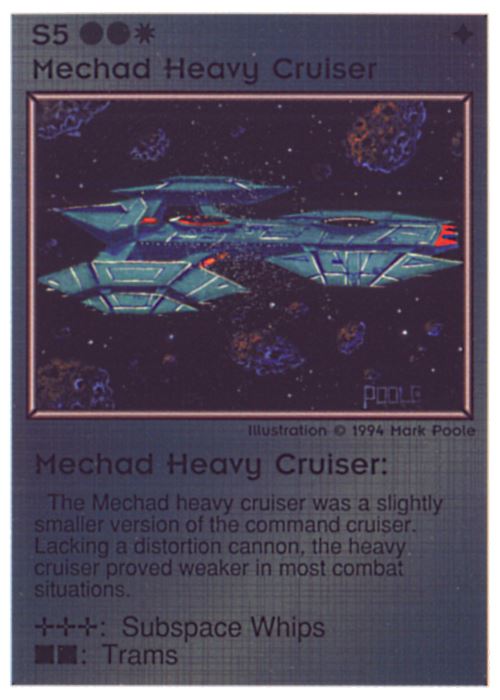 S5 ●●✷ ✦
Mechad Heavy Cruiser
POOLE
Illustration © 1994 Mark Poole
Mechad Heavy Cruiser:
The Mechad heavy cruiser was a slightly
smaller version of the command cruiser.
Lacking a distortion cannon, the heavy
cruiser proved weaker in most combat
situations.
✢✢✢: Subspace Whips
■■: Trams